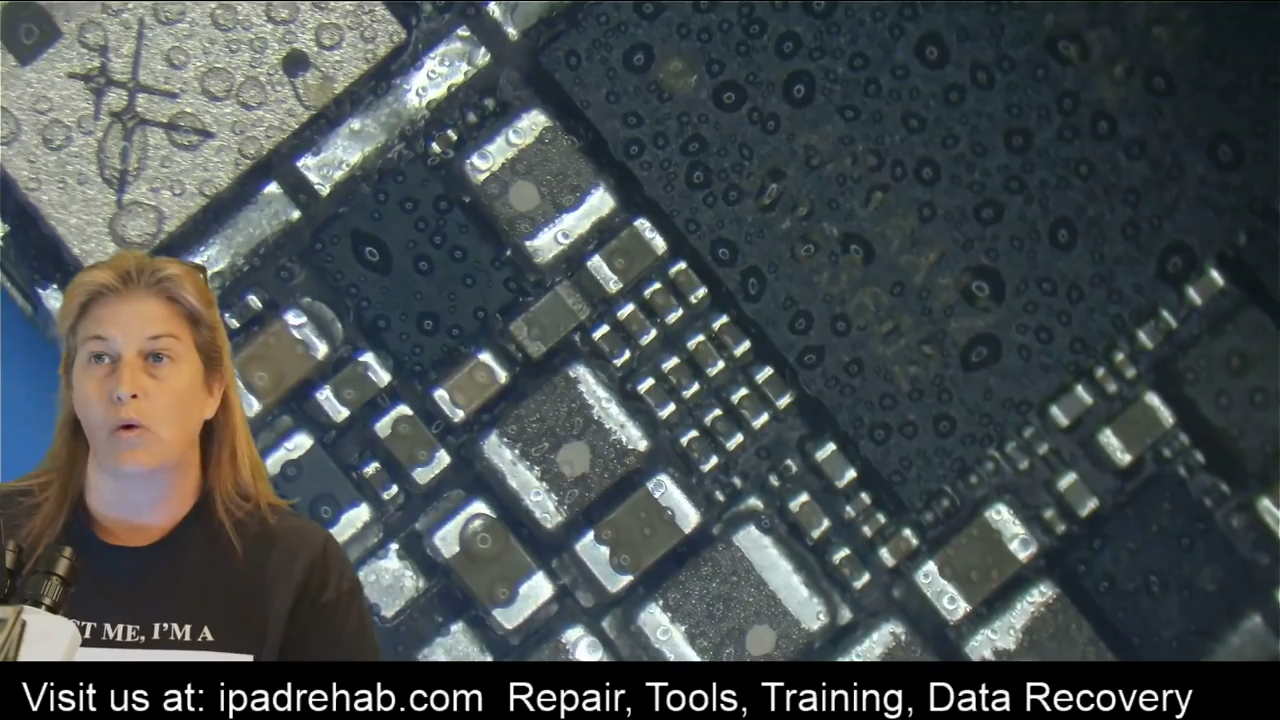 ST ME, I'M A
Visit us at: ipadrehab.com Repair, Tools, Training, Data Recovery